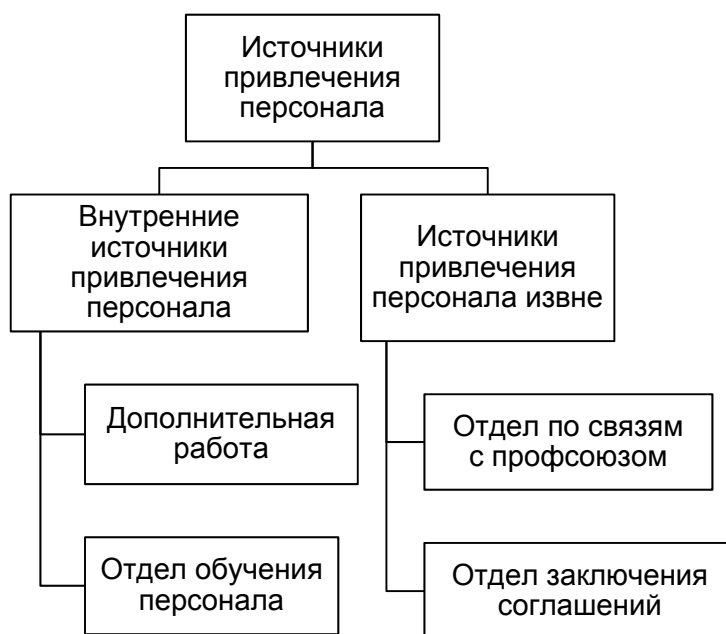 Источники
привлечения
персонала
Внутренние
источники
привлечения
персонала
Источники
привлечения
персонала извне
Дополнительная
работа
Отдел по связям
с профсоюзом
Отдел обучения
персонала
Отдел заключения
соглашений